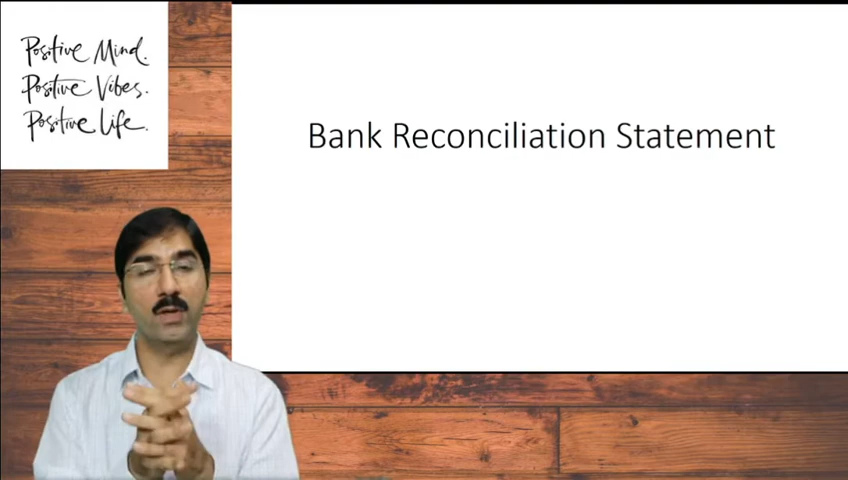 Positive Mind.
Positive Vibes.
Positive Life.
Bank Reconciliation Statement